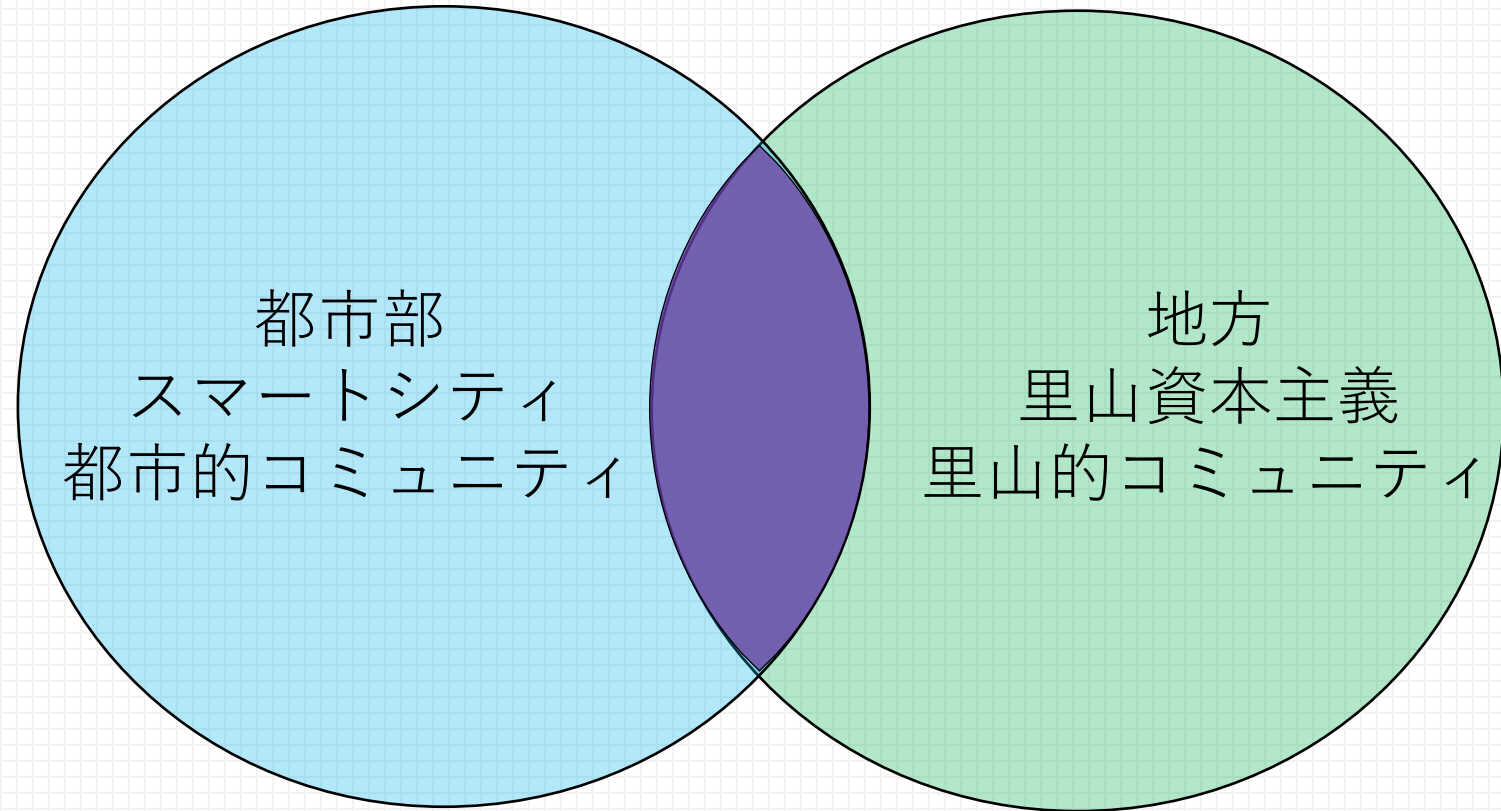 都市部
スマートシティ
都市的コミュニティ
地方
里山資本主義
里山的コミュニティ